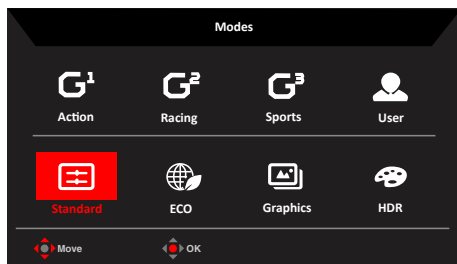 Modes
G¹ G² G³
Action Racing Sports User
Standard ECO Graphics HDR
Move OK